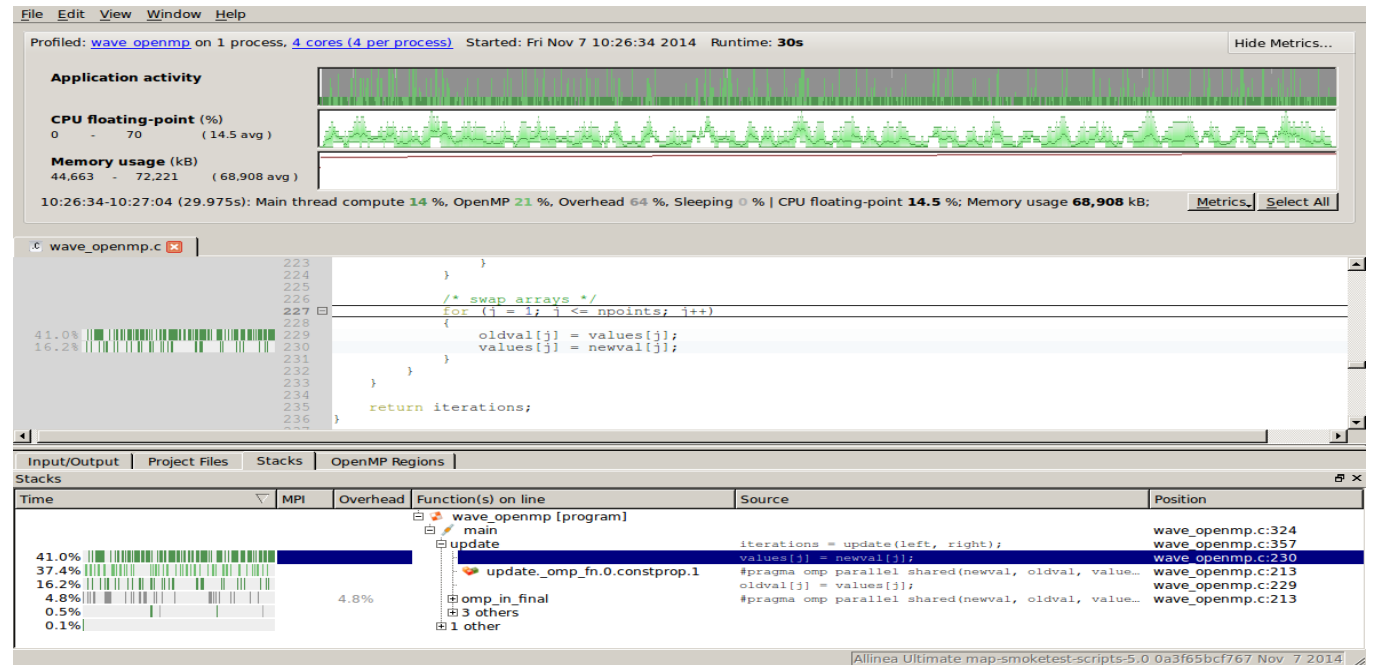 File Edit View Window Help
Profiled: wave_openmp on 1 process, 4 cores (4 per process) Started: Fri Nov 7 10:26:34 2014 Runtime: 30s Hide Metrics...
Application activity
CPU floating-point (%)
0 - 70 (14.5 avg )
Memory usage (kB)
44,663 - 72,221 (68,908 avg )
10:26:34-10:27:04 (29.975s): Main thread compute 14 %, OpenMP 21 %, Overhead 64 %, Sleeping 0 % | CPU floating-point 14.5 %; Memory usage 68,908 kB; Metrics Select All
.c wave_openmp.c
223 }
224 }
225
226 /* swap arrays */
227 for (j = 1; j <= npoints; j++)
228 {
41.0% 229 oldval[j] = values[j];
16.2% 230 values[j] = newval[j];
231 }
232 }
233 }
234
235 return iterations;
236 }
Input/Output Project Files Stacks OpenMP Regions
Stacks
Time MPI Overhead Function(s) on line Source Position
wave_openmp [program]
main wave_openmp.c:324
update iterations = update(left, right); wave_openmp.c:357
41.0% values[j] = newval[j]; wave_openmp.c:230
37.4% update._omp_fn.0.constprop.1 #pragma omp parallel shared(newval, oldval, value... wave_openmp.c:213
16.2% oldval[j] = values[j]; wave_openmp.c:229
4.8% 4.8% omp_in_final #pragma omp parallel shared(newval, oldval, value... wave_openmp.c:213
0.5% 3 others
0.1% 1 other
Allinea Ultimate map-smoketest-scripts-5.0 0a3f65bcf767 Nov 7 2014